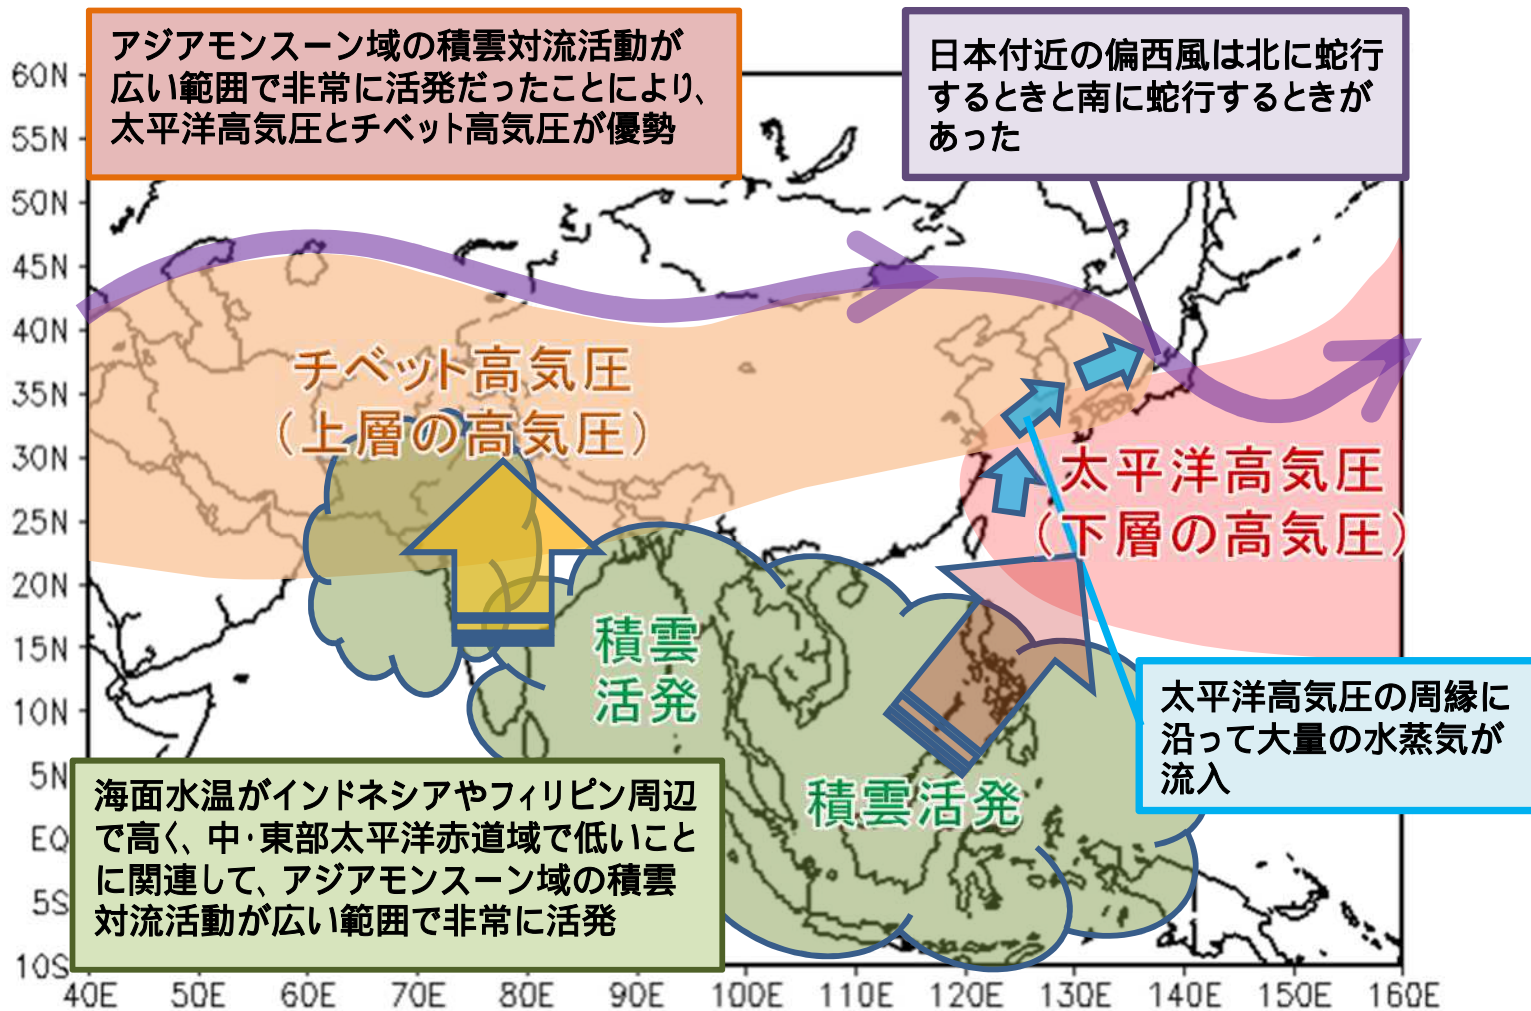 アジアモンスーン域の積雲対流活動が
広い範囲で非常に活発だったことにより、
太平洋高気圧とチベット高気圧が優勢
日本付近の偏西風は北に蛇行
するときと南に蛇行するときが
あった
60N
55N
50N
45N
40N
35N
30N
25N
20N
15N
10N
5N
EQ
5S
10S
チベット高気圧
（上層の高気圧）
太平洋高気圧
（下層の高気圧）
積雲
活発
積雲活発
太平洋高気圧の周縁に
沿って大量の水蒸気が
流入
海面水温がインドネシアやフィリピン周辺
で高く、中・東部太平洋赤道域で低いこと
に関連して、アジアモンスーン域の積雲
対流活動が広い範囲で非常に活発
40E 50E 60E 70E 80E 90E 100E 110E 120E 130E 140E 150E 160E